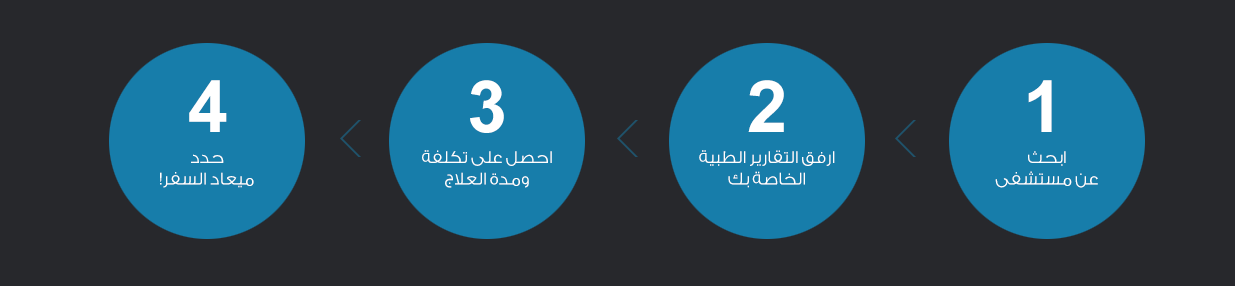 1
ابحث
عن مستشفى
2
ارفق التقارير الطبية
الخاصة بك
3
احصل على تكلفة
ومدة العلاج
4
حدد
ميعاد السفر!